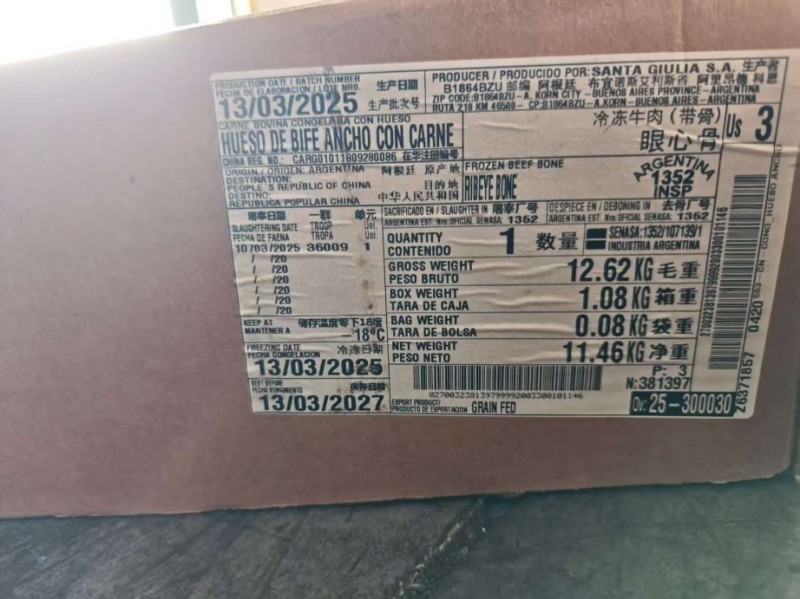 PRODUCTION DATE / BATCH NUMBER
FECHA DE ELABORACION / LOTE NRO.
生产日期
13/03/2025 生产批次号
PRODUCER / PRODUCIDO POR: SANTA GIULIA S.A. 生产者
B1864BZU 邮编 阿根廷 布宜诺斯艾利斯省
ZIP CODE:B1864BZU-A. KORN CITY - BUENOS AIRES PROVINCE-ARGENTINA
RUTA 210 KM 46500 - CP:B1864BZU-A.KORN-BUENOS AIRES-ARGENTINA
CARNE BOVINA CONGELADA CON HUESO
HUESO DE BIFE ANCHO CON CARNE
冷冻牛肉(带骨)
眼心骨
Us 3
CHINA REG NO.: CARG01011809280086 在华注册编号
ORIGIN / ORIGEN: ARGENTINA 阿根廷 原产地
DESTINATION: 目的地
PEOPLE'S REPUBLIC OF CHINA
DESTINO: 中华人民共和国
REPUBLICA POPULAR CHINA
FROZEN BEEF BONE
RIBEYE BONE
ARGENTINA
1352
INSP
屠宰日期 一群 单元
SLAUGHTERING DATE TROOP Uni.
FECHA DE FAENA TROPA Uni.
10/03/2025 36009 1
/ /20
/ /20
/ /20
/ /20
/ /20
SACRIFICADO EN / SLAUGHTER IN 屠宰厂号
ARGENTINA EST Nro.OFICIAL SENASA: 1352
DESPIECE EN / DEBONING IN 去骨厂号
ARGENTINA EST. Nro.OFICIAL SENASA: 1352
QUANTITY
CONTENIDO 1 数量
SENASA:1352/107139/1
INDUSTRIA ARGENTINA
GROSS WEIGHT
PESO BRUTO 12.62 KG 毛重
BOX WEIGHT
TARA DE CAJA 1.08 KG 箱重
BAG WEIGHT
TARA DE BOLSA 0.08 KG 袋重
NET WEIGHT
PESO NETO 11.46 KG 净重
KEEP AT 储存温度零下18度
MANTENER A -18°C
FREEZING DATE 冷冻日期
FECHA CONGELACION
13/03/2025
BEST BEFORE 保存日期
FECHA VENCIMIENTO
13/03/2027
P: 3
N:381397
0270032381397999992003300101146
EXPORT PRODUCT/
PRODUCTO DE EXPORTACION GRAIN FED
Ov: 25-300030
26371857